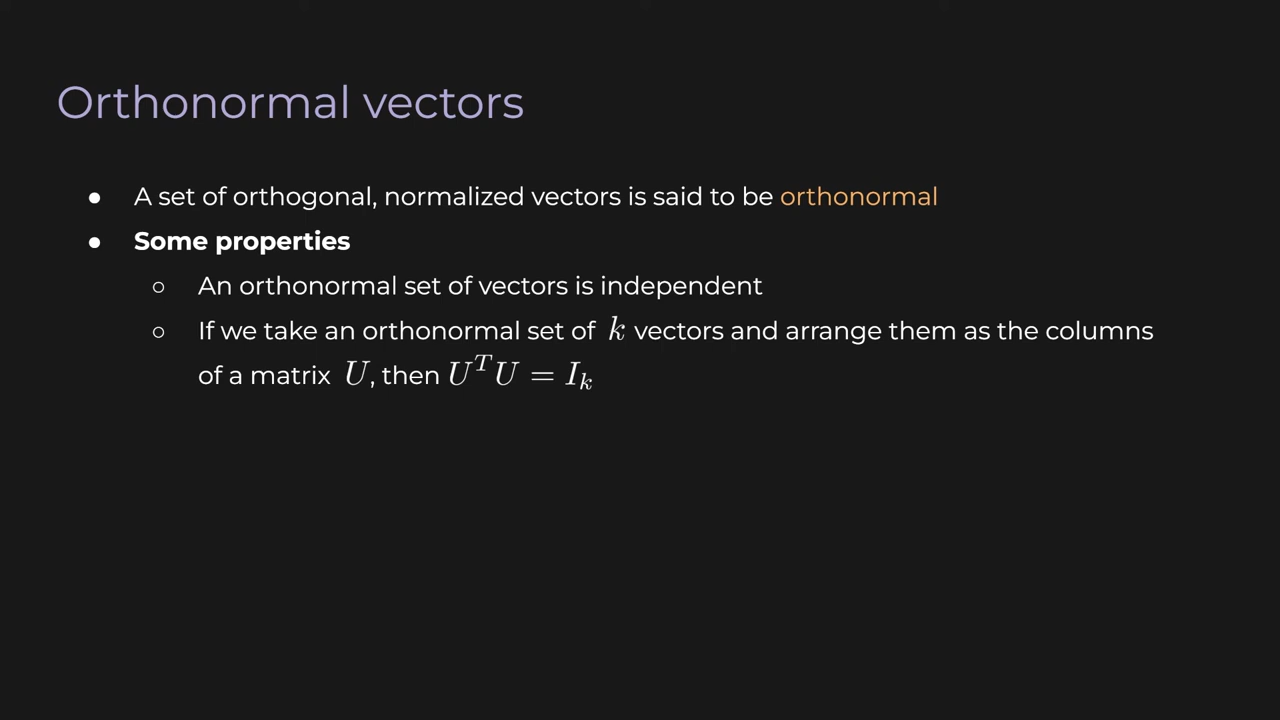 Orthonormal vectors
● A set of orthogonal, normalized vectors is said to be orthonormal
● Some properties
○ An orthonormal set of vectors is independent
○ If we take an orthonormal set of $k$ vectors and arrange them as the columns
of a matrix $U$, then $U^T U = I_k$